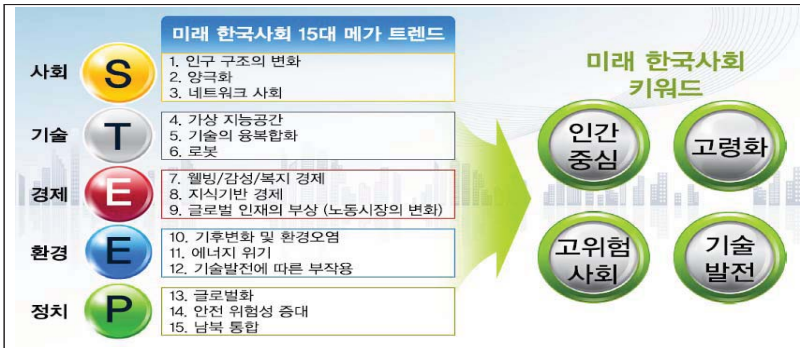 미래 한국사회 15대 메가 트렌드
사회
S
1. 인구 구조의 변화
2. 양극화
3. 네트워크 사회
기술
T
4. 가상 지능공간
5. 기술의 융복합화
6. 로봇
경제
E
7. 웰빙/감성/복지 경제
8. 지식기반 경제
9. 글로벌 인재의 부상 (노동시장의 변화)
환경
E
10. 기후변화 및 환경오염
11. 에너지 위기
12. 기술발전에 따른 부작용
정치
P
13. 글로벌화
14. 안전 위험성 증대
15. 남북 통합
미래 한국사회
키워드
인간
중심
고령화
고위험
사회
기술
발전